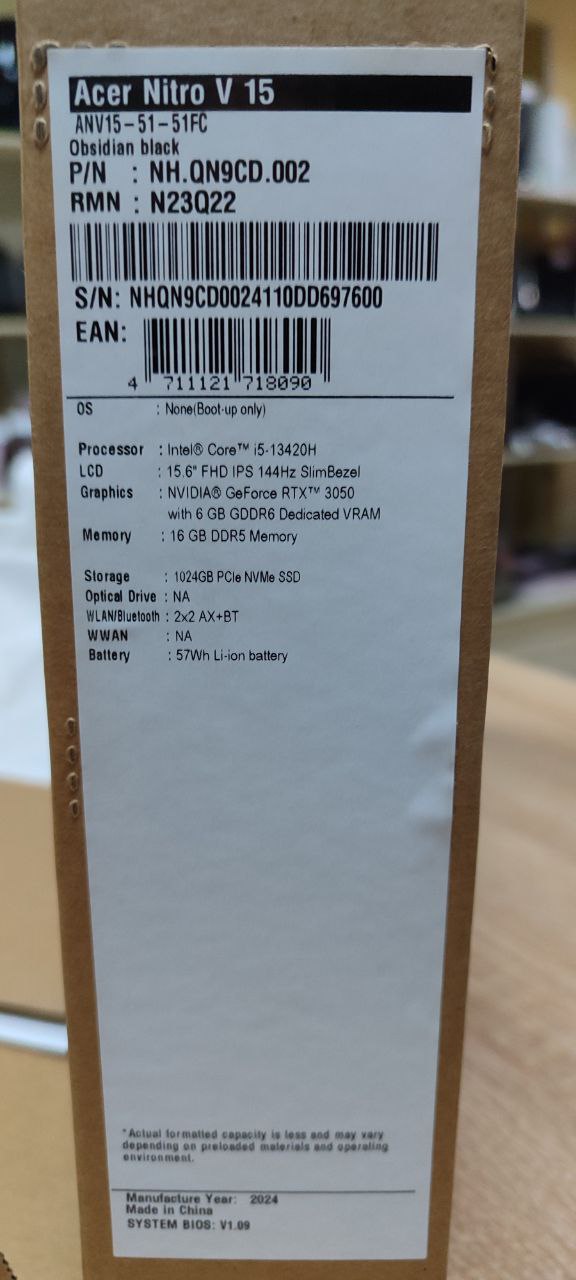 Acer Nitro V 15
ANV15-51-51FC
Obsidian black
P/N : NH.QN9CD.002
RMN : N23Q22
S/N: NHQN9CD0024110DD697600
EAN:
4 711121 718090
OS : None(Boot-up only)
Processor : Intel® Core™ i5-13420H
LCD : 15.6" FHD IPS 144Hz SlimBezel
Graphics : NVIDIA® GeForce RTX™ 3050
with 6 GB GDDR6 Dedicated VRAM
Memory : 16 GB DDR5 Memory
Storage : 1024GB PCIe NVMe SSD
Optical Drive : NA
WLAN/Bluetooth : 2x2 AX+BT
WWAN : NA
Battery : 57Wh Li-ion battery
*Actual formatted capacity is less and may vary
depending on preloaded materials and operating
environment.
Manufacture Year: 2024
Made in China
SYSTEM BIOS: V1.09